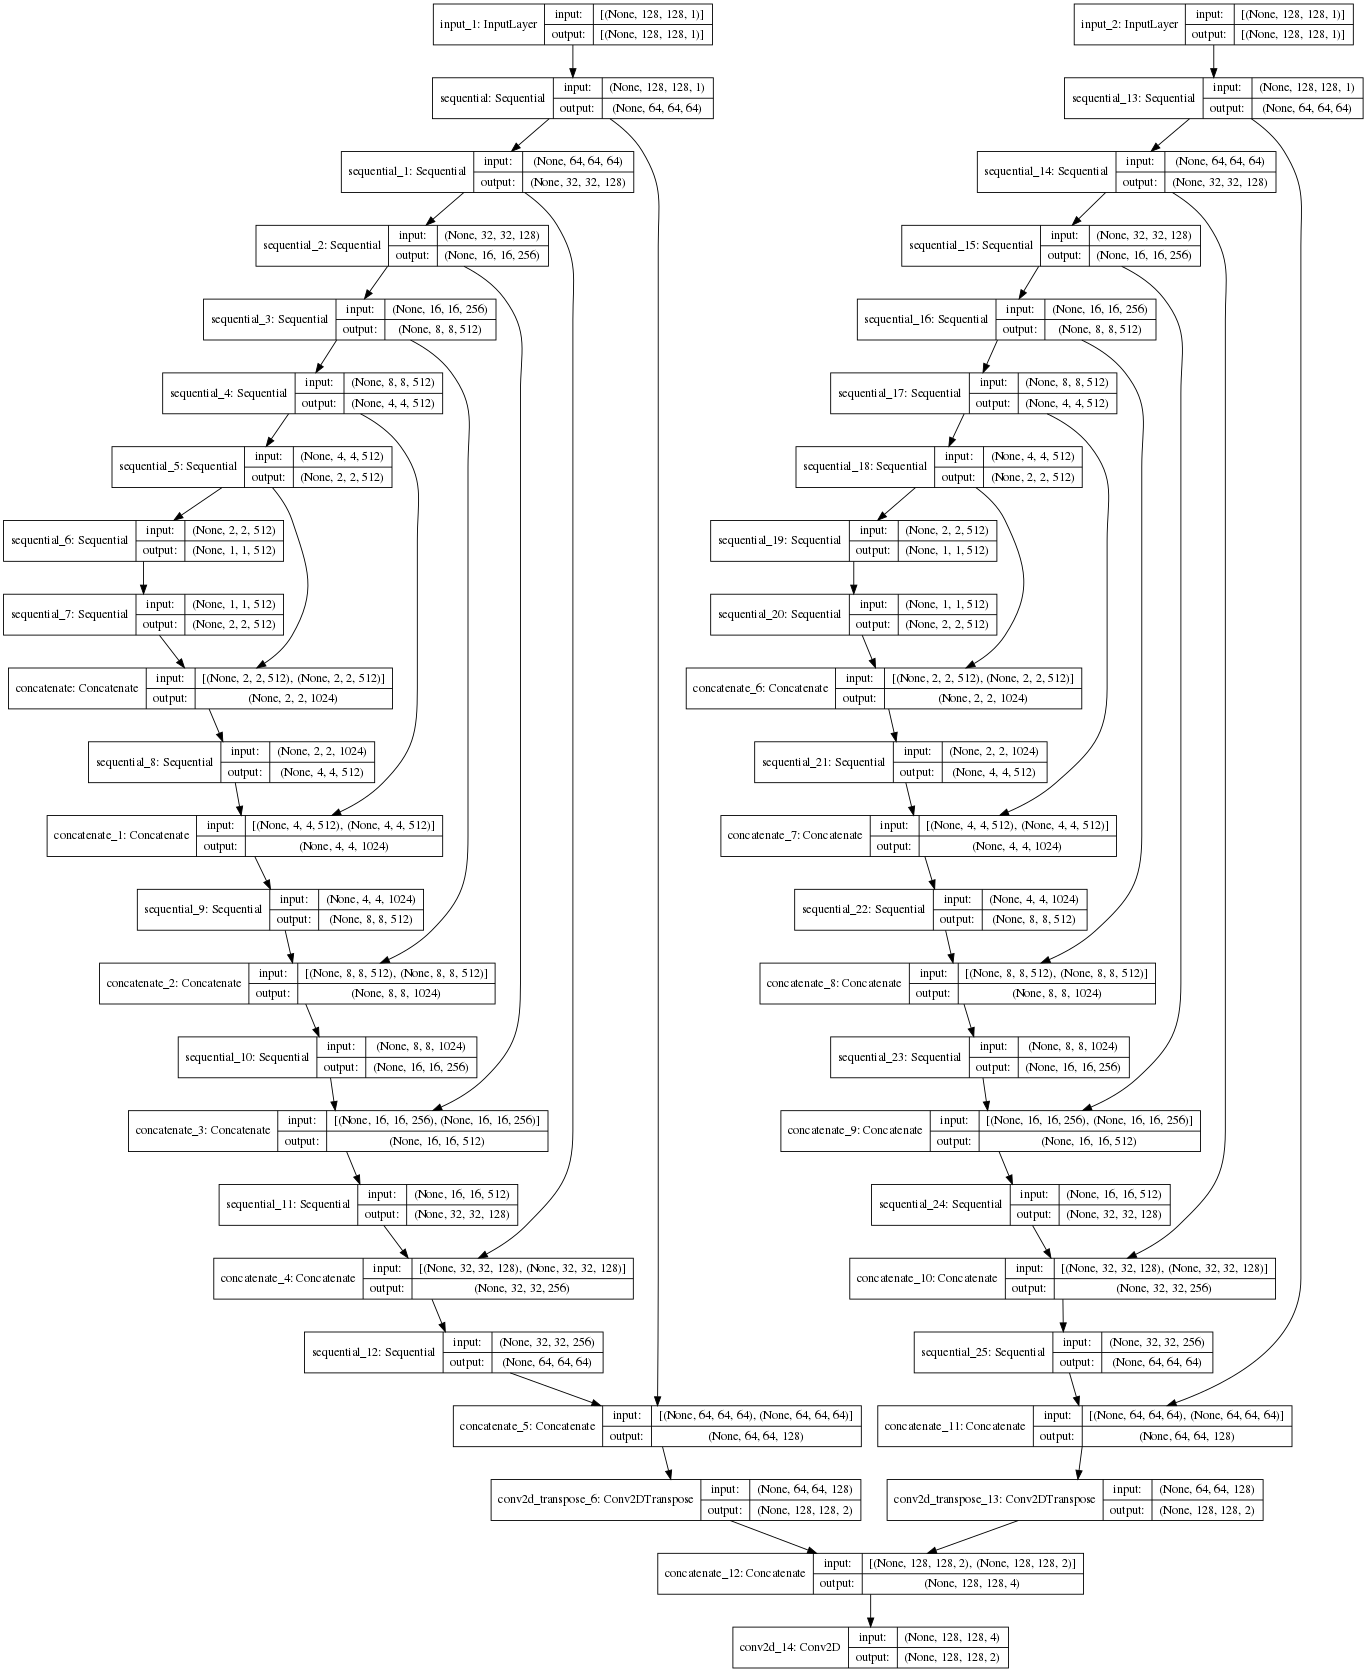 input_1: InputLayer
input: [(None, 128, 128, 1)]
output: [(None, 128, 128, 1)]
input_2: InputLayer
input: [(None, 128, 128, 1)]
output: [(None, 128, 128, 1)]
sequential: Sequential
input: (None, 128, 128, 1)
output: (None, 64, 64, 64)
sequential_13: Sequential
input: (None, 128, 128, 1)
output: (None, 64, 64, 64)
sequential_1: Sequential
input: (None, 64, 64, 64)
output: (None, 32, 32, 128)
sequential_14: Sequential
input: (None, 64, 64, 64)
output: (None, 32, 32, 128)
sequential_2: Sequential
input: (None, 32, 32, 128)
output: (None, 16, 16, 256)
sequential_15: Sequential
input: (None, 32, 32, 128)
output: (None, 16, 16, 256)
sequential_3: Sequential
input: (None, 16, 16, 256)
output: (None, 8, 8, 512)
sequential_16: Sequential
input: (None, 16, 16, 256)
output: (None, 8, 8, 512)
sequential_4: Sequential
input: (None, 8, 8, 512)
output: (None, 4, 4, 512)
sequential_17: Sequential
input: (None, 8, 8, 512)
output: (None, 4, 4, 512)
sequential_5: Sequential
input: (None, 4, 4, 512)
output: (None, 2, 2, 512)
sequential_18: Sequential
input: (None, 4, 4, 512)
output: (None, 2, 2, 512)
sequential_6: Sequential
input: (None, 2, 2, 512)
output: (None, 1, 1, 512)
sequential_19: Sequential
input: (None, 2, 2, 512)
output: (None, 1, 1, 512)
sequential_7: Sequential
input: (None, 1, 1, 512)
output: (None, 2, 2, 512)
sequential_20: Sequential
input: (None, 1, 1, 512)
output: (None, 2, 2, 512)
concatenate: Concatenate
input: [(None, 2, 2, 512), (None, 2, 2, 512)]
output: (None, 2, 2, 1024)
concatenate_6: Concatenate
input: [(None, 2, 2, 512), (None, 2, 2, 512)]
output: (None, 2, 2, 1024)
sequential_8: Sequential
input: (None, 2, 2, 1024)
output: (None, 4, 4, 512)
sequential_21: Sequential
input: (None, 2, 2, 1024)
output: (None, 4, 4, 512)
concatenate_1: Concatenate
input: [(None, 4, 4, 512), (None, 4, 4, 512)]
output: (None, 4, 4, 1024)
concatenate_7: Concatenate
input: [(None, 4, 4, 512), (None, 4, 4, 512)]
output: (None, 4, 4, 1024)
sequential_9: Sequential
input: (None, 4, 4, 1024)
output: (None, 8, 8, 512)
sequential_22: Sequential
input: (None, 4, 4, 1024)
output: (None, 8, 8, 512)
concatenate_2: Concatenate
input: [(None, 8, 8, 512), (None, 8, 8, 512)]
output: (None, 8, 8, 1024)
concatenate_8: Concatenate
input: [(None, 8, 8, 512), (None, 8, 8, 512)]
output: (None, 8, 8, 1024)
sequential_10: Sequential
input: (None, 8, 8, 1024)
output: (None, 16, 16, 256)
sequential_23: Sequential
input: (None, 8, 8, 1024)
output: (None, 16, 16, 256)
concatenate_3: Concatenate
input: [(None, 16, 16, 256), (None, 16, 16, 256)]
output: (None, 16, 16, 512)
concatenate_9: Concatenate
input: [(None, 16, 16, 256), (None, 16, 16, 256)]
output: (None, 16, 16, 512)
sequential_11: Sequential
input: (None, 16, 16, 512)
output: (None, 32, 32, 128)
sequential_24: Sequential
input: (None, 16, 16, 512)
output: (None, 32, 32, 128)
concatenate_4: Concatenate
input: [(None, 32, 32, 128), (None, 32, 32, 128)]
output: (None, 32, 32, 256)
concatenate_10: Concatenate
input: [(None, 32, 32, 128), (None, 32, 32, 128)]
output: (None, 32, 32, 256)
sequential_12: Sequential
input: (None, 32, 32, 256)
output: (None, 64, 64, 64)
sequential_25: Sequential
input: (None, 32, 32, 256)
output: (None, 64, 64, 64)
concatenate_5: Concatenate
input: [(None, 64, 64, 64), (None, 64, 64, 64)]
output: (None, 64, 64, 128)
concatenate_11: Concatenate
input: [(None, 64, 64, 64), (None, 64, 64, 64)]
output: (None, 64, 64, 128)
conv2d_transpose_6: Conv2DTranspose
input: (None, 64, 64, 128)
output: (None, 128, 128, 2)
conv2d_transpose_13: Conv2DTranspose
input: (None, 64, 64, 128)
output: (None, 128, 128, 2)
concatenate_12: Concatenate
input: [(None, 128, 128, 2), (None, 128, 128, 2)]
output: (None, 128, 128, 4)
conv2d_14: Conv2D
input: (None, 128, 128, 4)
output: (None, 128, 128, 2)